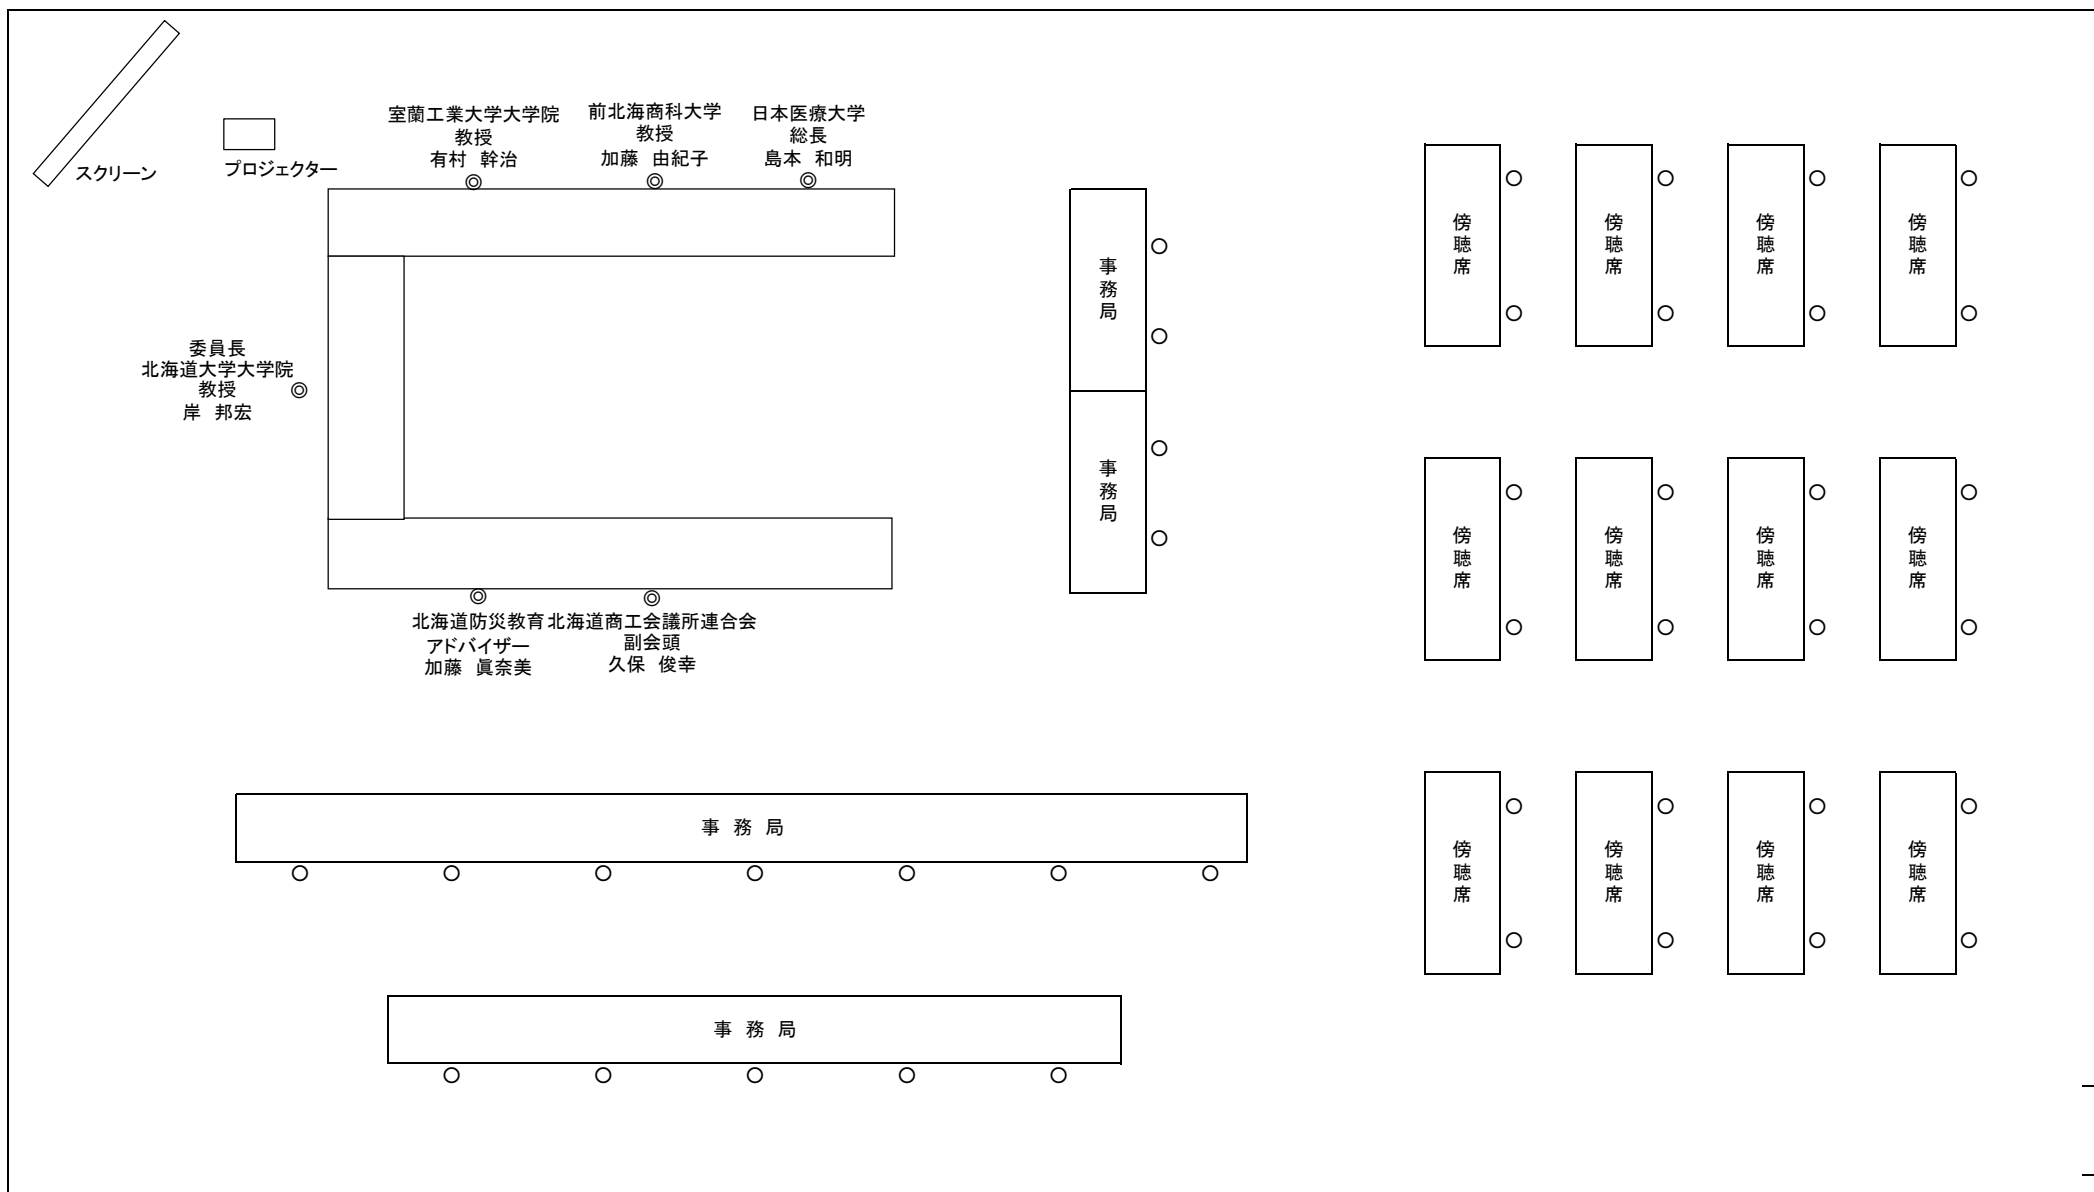 スクリーン
プロジェクター
室蘭工業大学大学院
教授
有村　幹治
前北海商科大学
教授
加藤　由紀子
日本医療大学
総長
島本　和明
委員長
北海道大学大学院
教授
岸　邦宏
北海道防災教育
アドバイザー
加藤　眞奈美
北海道商工会議所連合会
副会頭
久保　俊幸
事務局
事務局
事　務　局
事　務　局
傍聴席
傍聴席
傍聴席
傍聴席
傍聴席
傍聴席
傍聴席
傍聴席
傍聴席
傍聴席
傍聴席
傍聴席